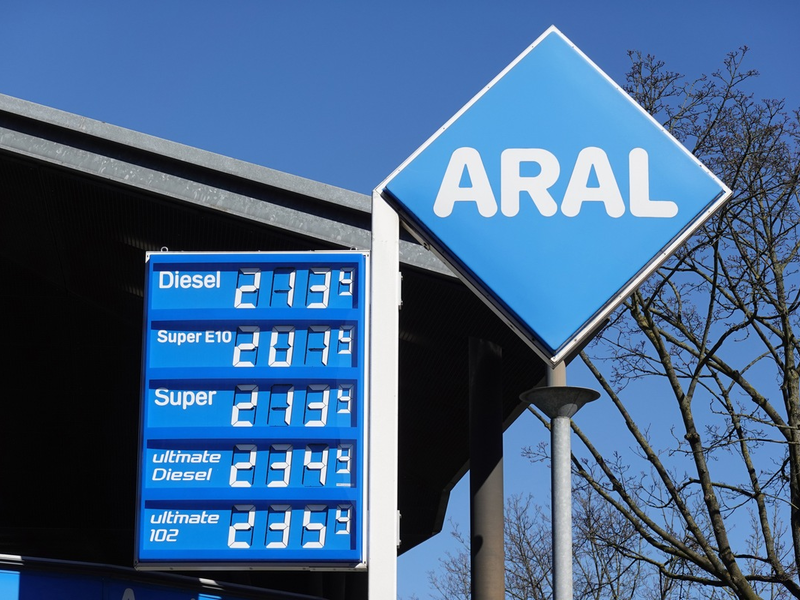 ARAL
Diesel 2 1 3 9
Super E10 2 0 7 9
Super 2 1 3 9
ultimate 2 3 4 9
Diesel
ultimate 2 3 5 9
102